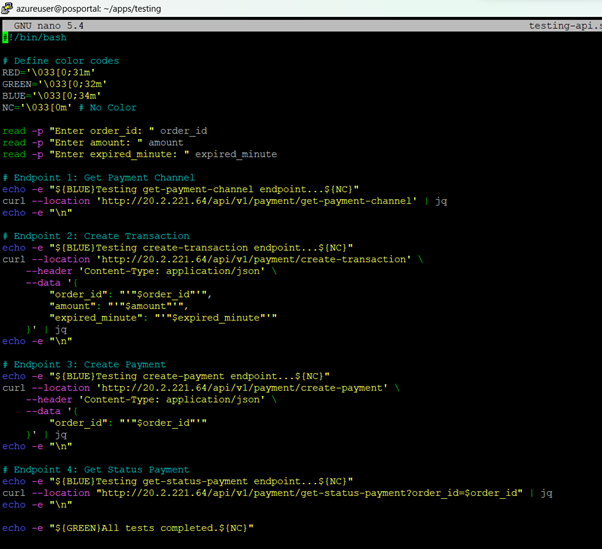 azureuser@posportal: ~/apps/testing
GNU nano 5.4 testing-api.s
#!/bin/bash
# Define color codes
RED='\033[0;31m'
GREEN='\033[0;32m'
BLUE='\033[0;34m'
NC='\033[0m' # No Color
read -p "Enter order_id: " order_id
read -p "Enter amount: " amount
read -p "Enter expired_minute: " expired_minute
# Endpoint 1: Get Payment Channel
echo -e "${BLUE}Testing get-payment-channel endpoint...${NC}"
curl --location 'http://20.2.221.64/api/v1/payment/get-payment-channel' | jq
echo -e "\n"
# Endpoint 2: Create Transaction
echo -e "${BLUE}Testing create-transaction endpoint...${NC}"
curl --location 'http://20.2.221.64/api/v1/payment/create-transaction' \
--header 'Content-Type: application/json' \
--data '{
"order_id": "'"$order_id"'",
"amount": "'"$amount"'",
"expired_minute": "'"$expired_minute"'"
}' | jq
echo -e "\n"
# Endpoint 3: Create Payment
echo -e "${BLUE}Testing create-payment endpoint...${NC}"
curl --location 'http://20.2.221.64/api/v1/payment/create-payment' \
--header 'Content-Type: application/json' \
--data '{
"order_id": "'"$order_id"'"
}' | jq
echo -e "\n"
# Endpoint 4: Get Status Payment
echo -e "${BLUE}Testing get-status-payment endpoint...${NC}"
curl --location "http://20.2.221.64/api/v1/payment/get-status-payment?order_id=$order_id" | jq
echo -e "\n"
echo -e "${GREEN}All tests completed.${NC}"